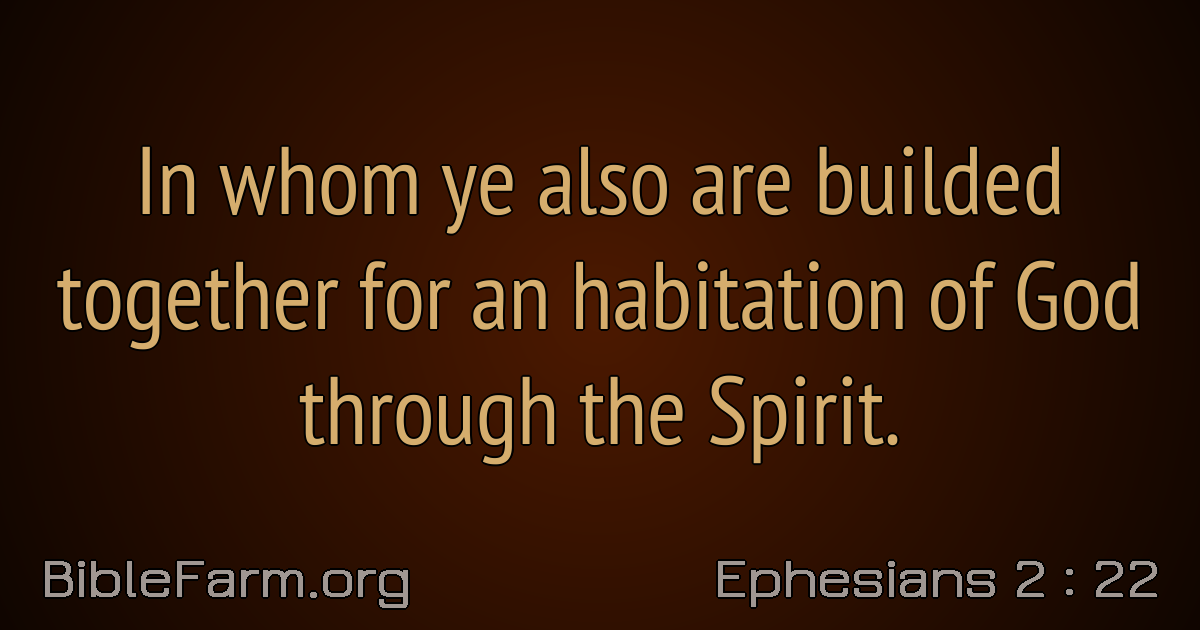 In whom ye also are builded
together for an habitation of God
through the Spirit.
BibleFarm.org
Ephesians 2 : 22